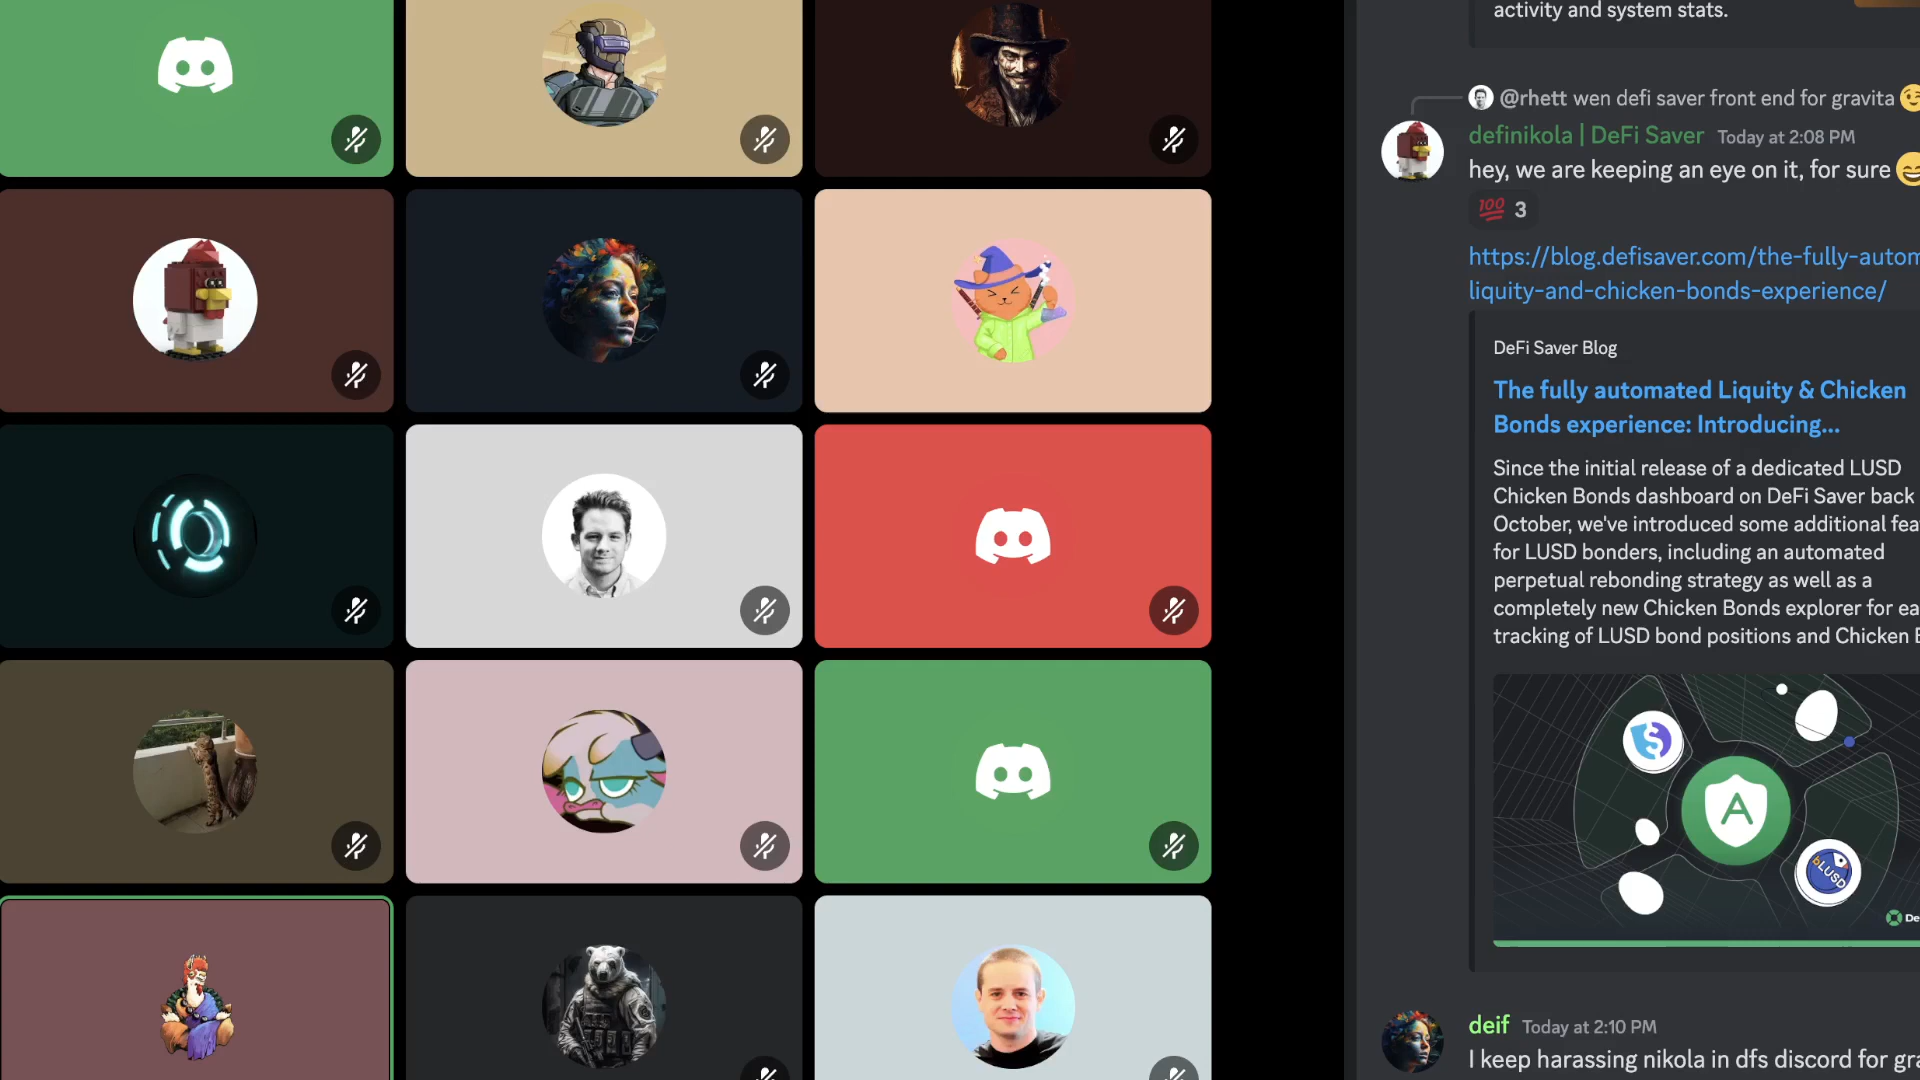 activity and system stats.
@rhett wen defi saver front end for gravita
definikola | DeFi Saver Today at 2:08 PM
hey, we are keeping an eye on it, for sure
100 3
https://blog.defisaver.com/the-fully-autom
liquity-and-chicken-bonds-experience/
DeFi Saver Blog
The fully automated Liquity & Chicken
Bonds experience: Introducing...
Since the initial release of a dedicated LUSD
Chicken Bonds dashboard on DeFi Saver back
October, we've introduced some additional fea
for LUSD bonders, including an automated
perpetual rebonding strategy as well as a
completely new Chicken Bonds explorer for ea
tracking of LUSD bond positions and Chicken B
bLUSD
De
deif Today at 2:10 PM
I keep harassing nikola in dfs discord for gra